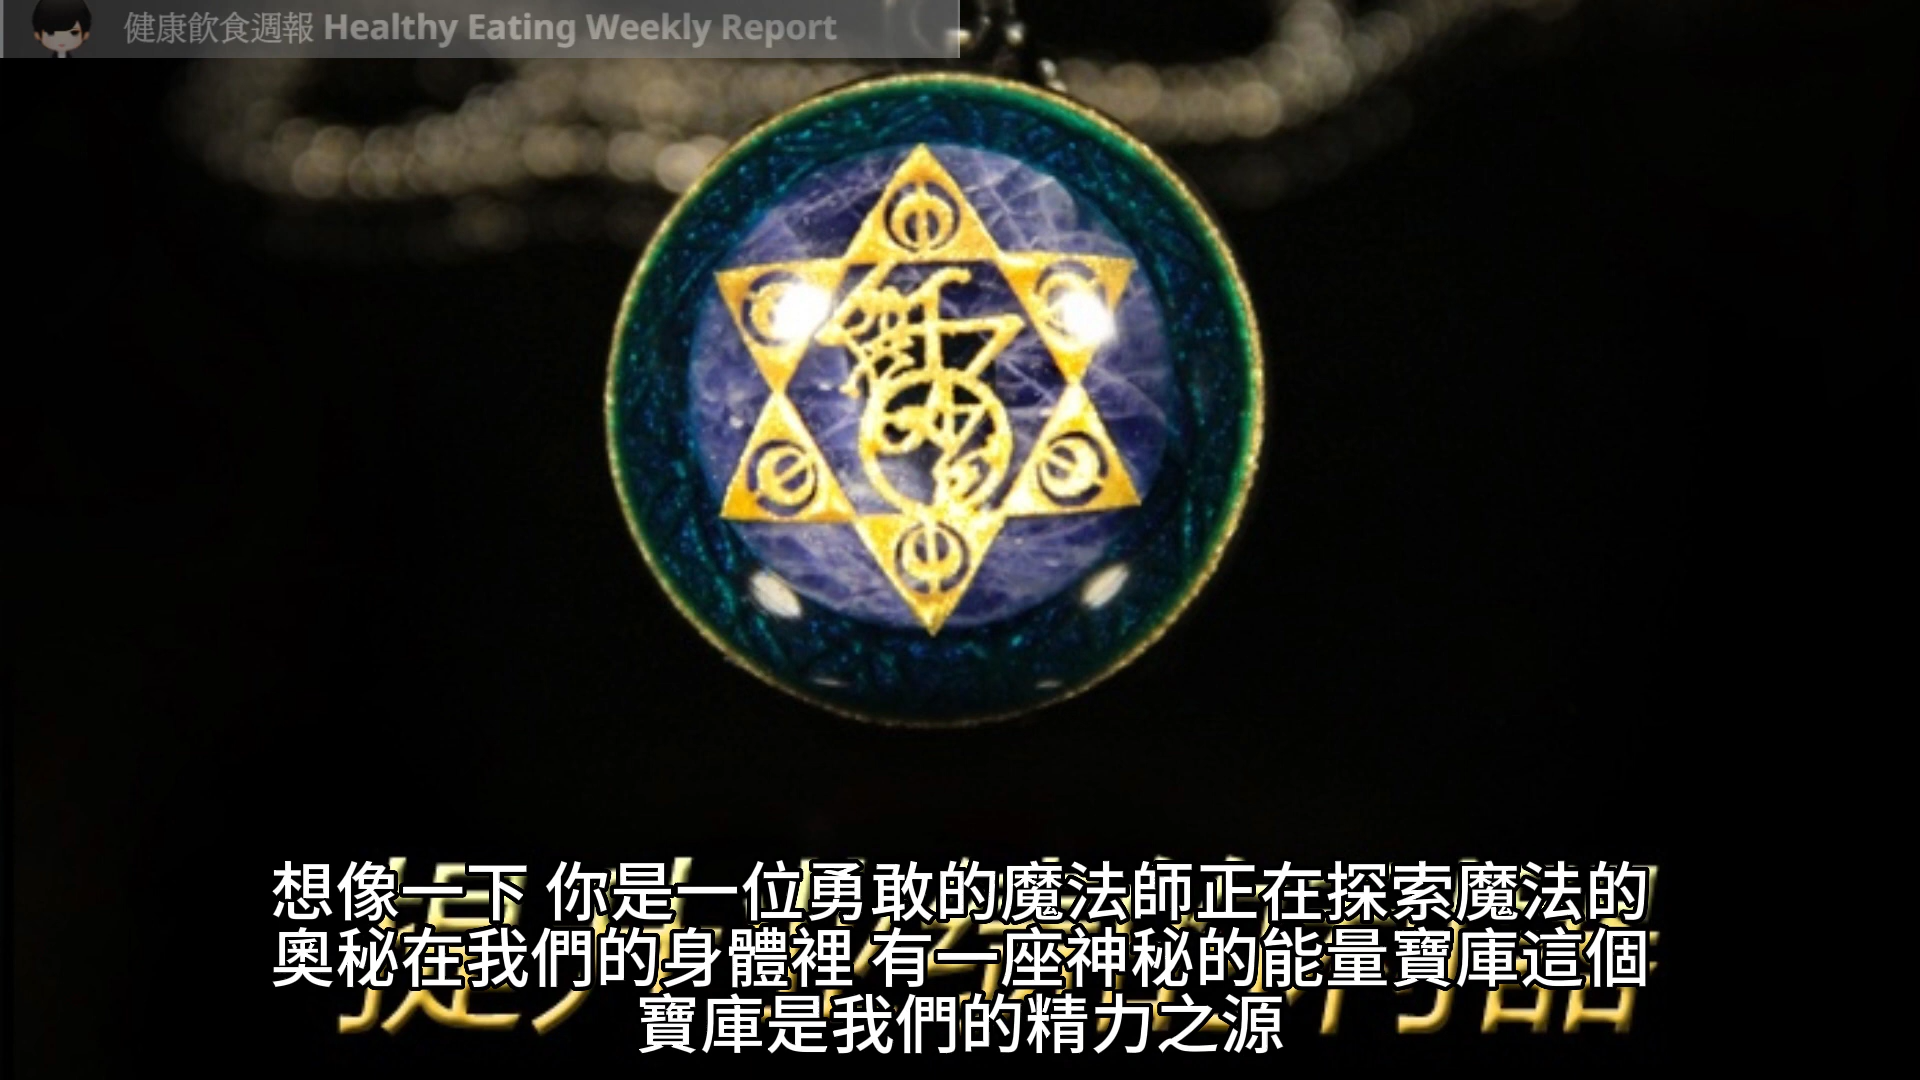 健康飲食週報 Healthy Eating Weekly Report
想像一下 你是一位勇敢的魔法師正在探索魔法的
奧秘在我們的身體裡 有一座神秘的能量寶庫這個
寶庫是我們的精力之源